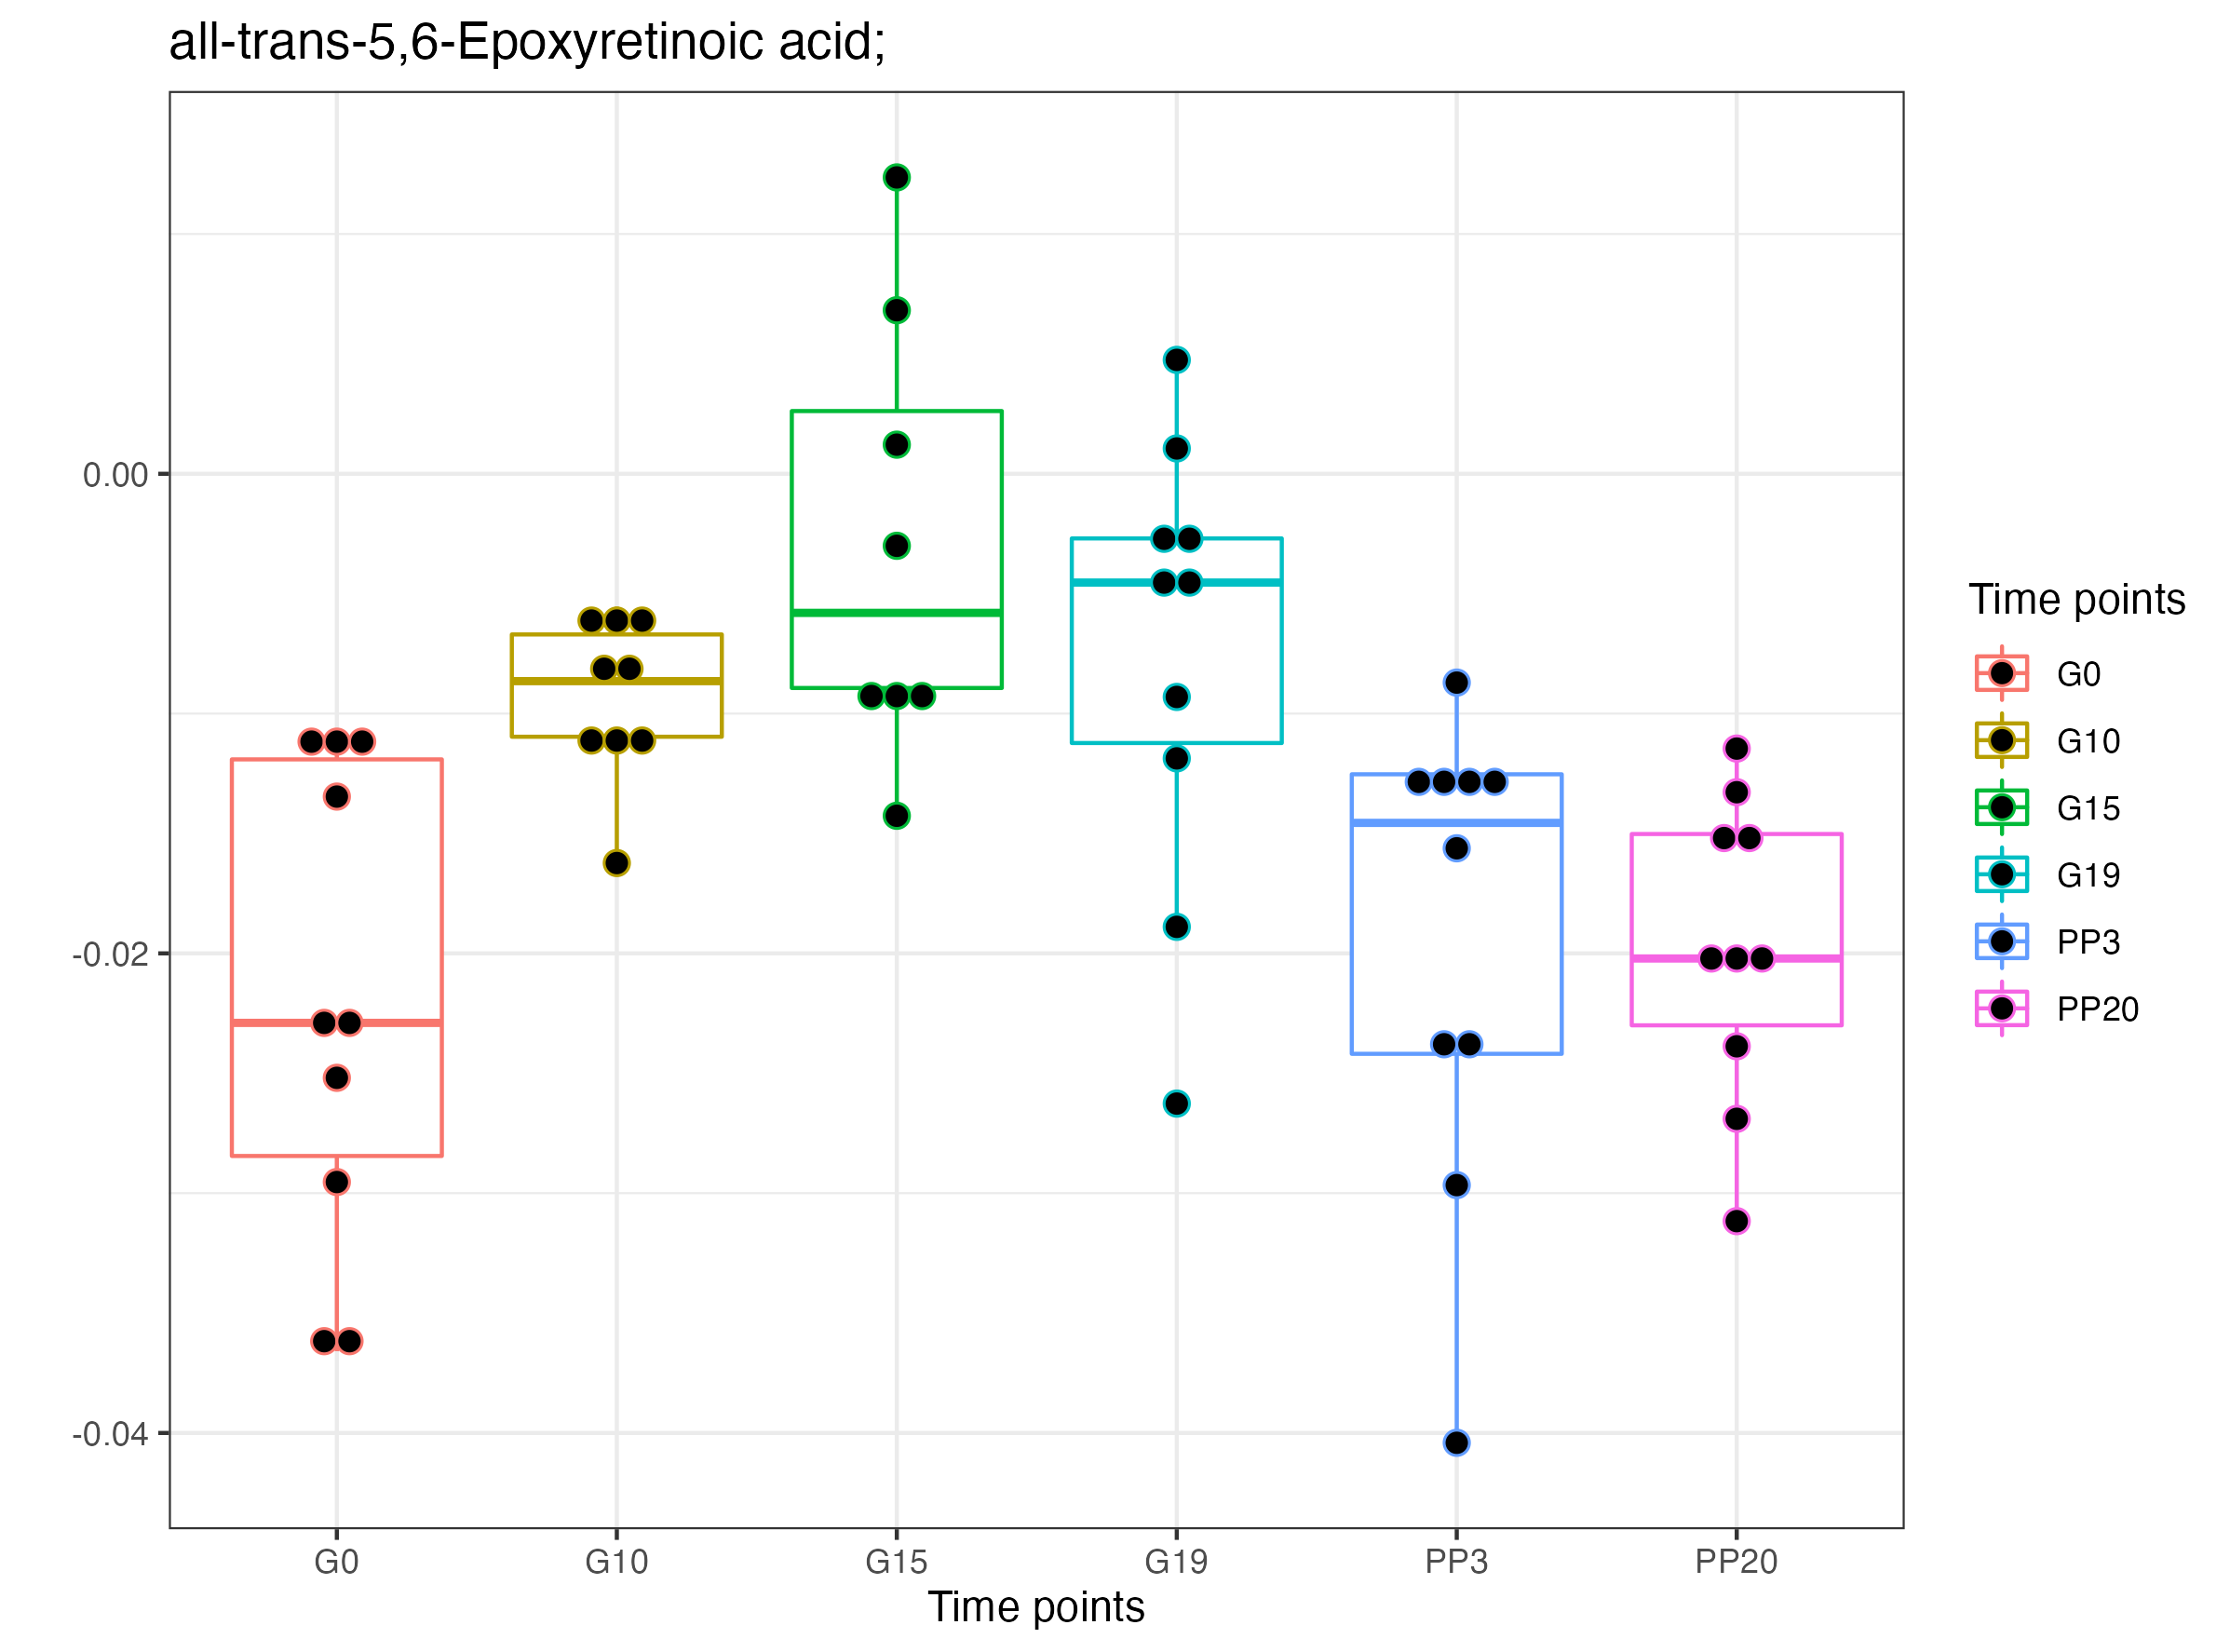 all-trans-5,6-Epoxyretinoic acid;
0.00
-0.02
-0.04
G0 G10 G15 G19 PP3 PP20
Time points
Time points
G0
G10
G15
G19
PP3
PP20